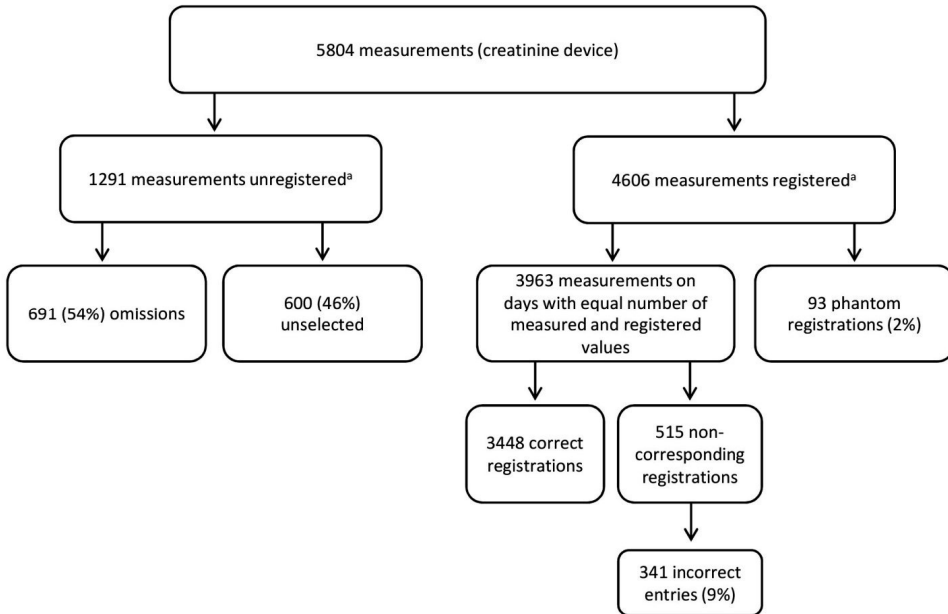 5804 measurements (creatinine device)
1291 measurements unregisteredᵃ
4606 measurements registeredᵃ
691 (54%) omissions
600 (46%)
unselected
3963 measurements on
days with equal number of
measured and registered
values
93 phantom
registrations (2%)
3448 correct
registrations
515 non-
corresponding
registrations
341 incorrect
entries (9%)